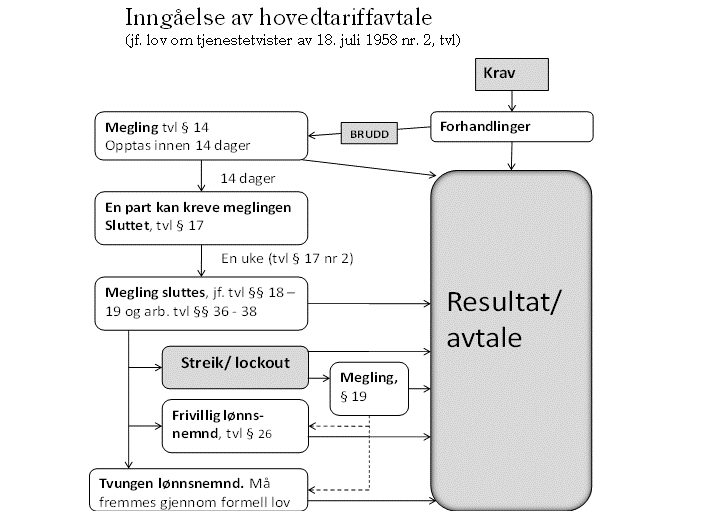 Inngåelse av hovedtariffavtale
(jf. lov om tjenestetvister av 18. juli 1958 nr. 2, tvl)
Krav
Forhandlinger
BRUDD
Megling tvl § 14
Opptas innen 14 dager
14 dager
En part kan kreve meglingen
Sluttet, tvl § 17
En uke (tvl § 17 nr 2)
Megling sluttes, jf. tvl §§ 18 –
19 og arb. tvl §§ 36 - 38
Resultat/
avtale
Streik/ lockout
Megling,
§ 19
Frivillig lønns-
nemnd, tvl § 26
Tvungen lønnsnemnd. Må
fremmes gjennom formell lov